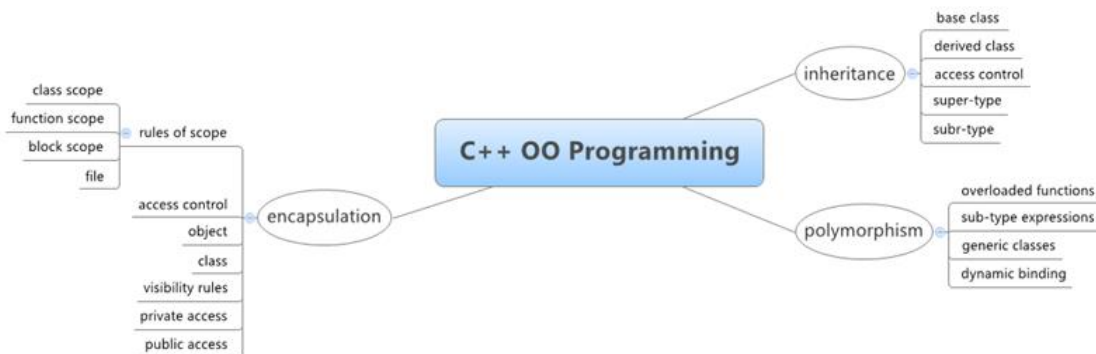 C++ OO Programming
inheritance
base class
derived class
access control
super-type
subr-type
polymorphism
overloaded functions
sub-type expressions
generic classes
dynamic binding
encapsulation
rules of scope
class scope
function scope
block scope
file
access control
object
class
visibility rules
private access
public access